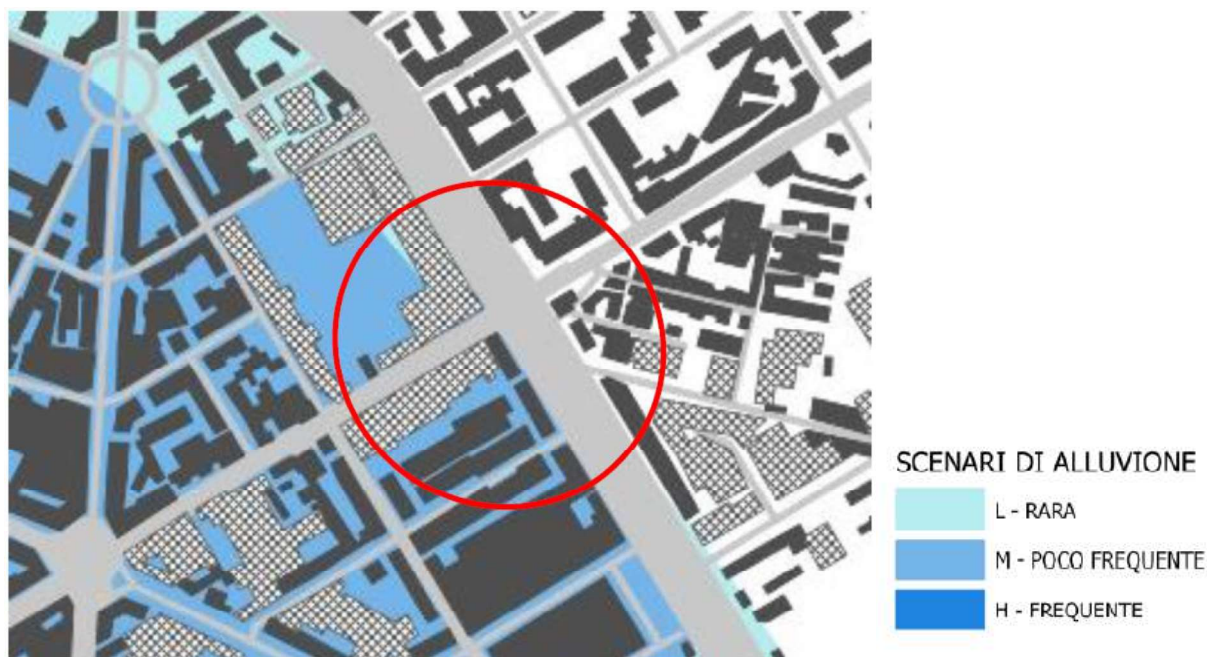 SCENARI DI ALLUVIONE
L - RARA
M - POCO FREQUENTE
H - FREQUENTE